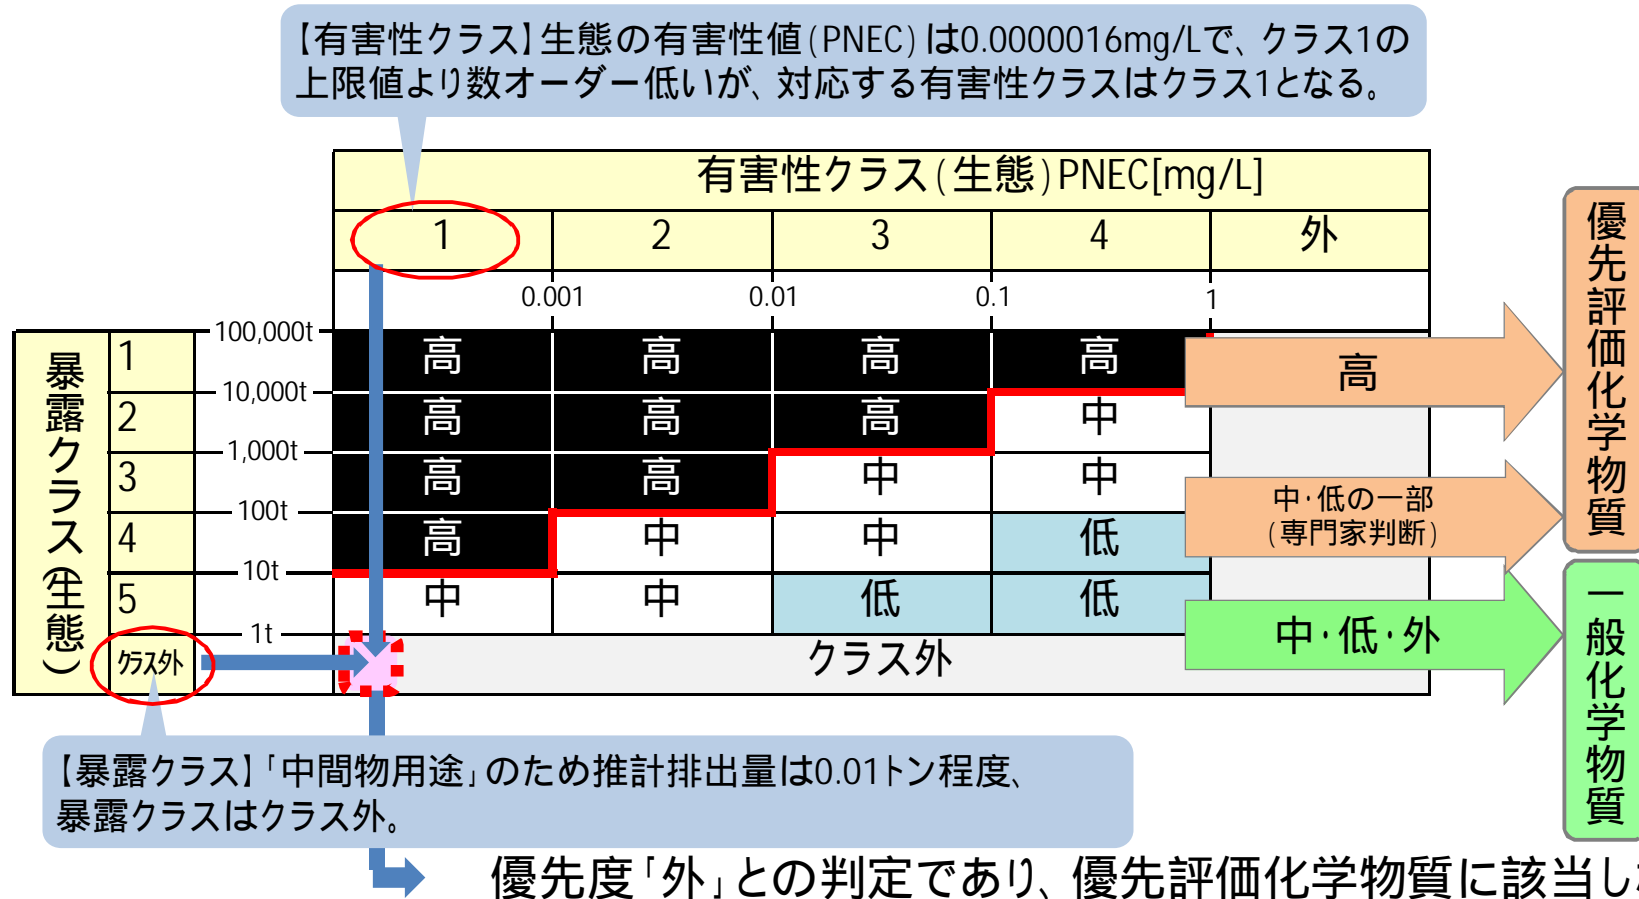 【有害性クラス】生態の有害性値(PNEC)は0.0000016mg/Lで、クラス1の
上限値より数オーダー低いが、対応する有害性クラスはクラス1となる。
有害性クラス(生態)PNEC[mg/L]
1 2 3 4 外
0.001 0.01 0.1 1
暴露クラス(生態)
100,000t
1 高 高 高 高
10,000t
2 高 高 高 中
1,000t
3 高 高 中 中
100t
4 高 中 中 低
10t
5 中 中 低 低
1t
クラス外 クラス外
高
中・低の一部
(専門家判断)
中・低・外
優先評価化学物質
一般化学物質
【暴露クラス】「中間物用途」のため推計排出量は0.01トン程度、
暴露クラスはクラス外。
優先度「外」との判定であり、優先評価化学物質に該当し